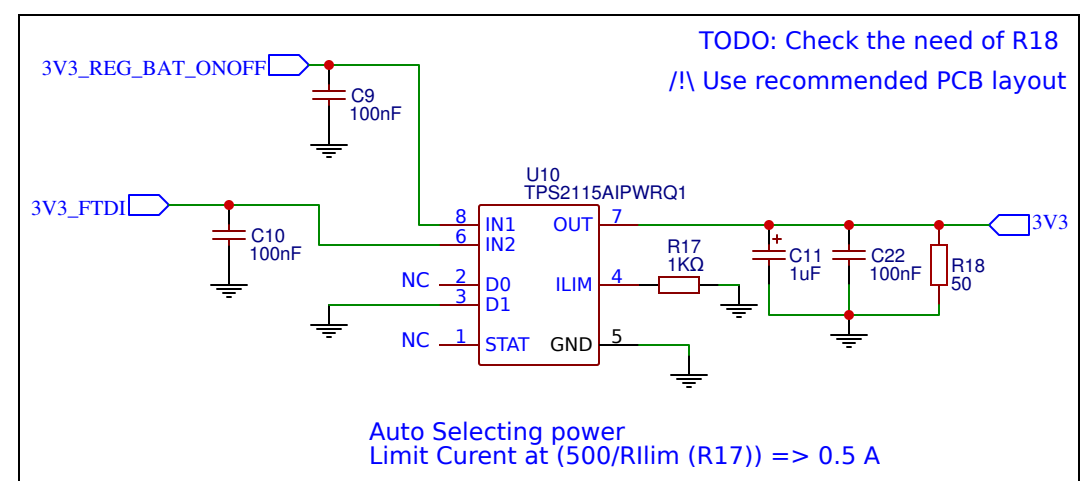 TODO: Check the need of R18
/!\ Use recommended PCB layout
3V3_REG_BAT_ONOFF
C9
100nF
3V3_FTDI
C10
100nF
U10
TPS2115AIPWRQ1
8 IN1
6 IN2
NC 2 D0
3 D1
NC 1 STAT
OUT 7
ILIM 4
GND 5
R17
1KΩ
+
C11
1uF
C22
100nF
R18
50
3V3
Auto Selecting power
Limit Curent at (500/RIlim (R17)) => 0.5 A